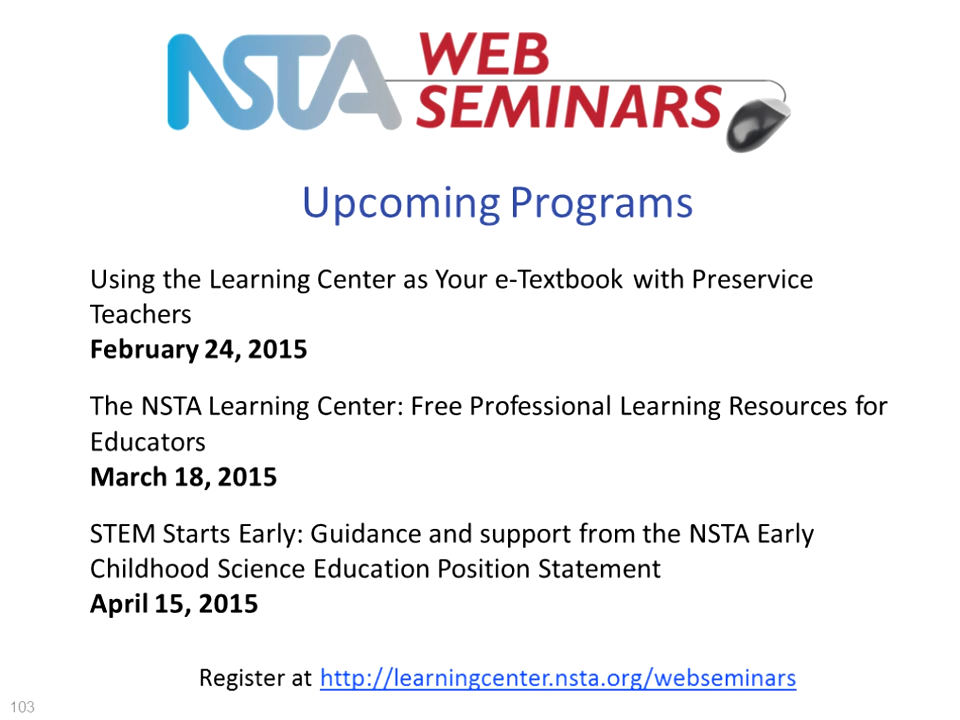 NSTA WEB
SEMINARS
Upcoming Programs
Using the Learning Center as Your e-Textbook with Preservice
Teachers
February 24, 2015
The NSTA Learning Center: Free Professional Learning Resources for
Educators
March 18, 2015
STEM Starts Early: Guidance and support from the NSTA Early
Childhood Science Education Position Statement
April 15, 2015
Register at http://learningcenter.nsta.org/webseminars
103